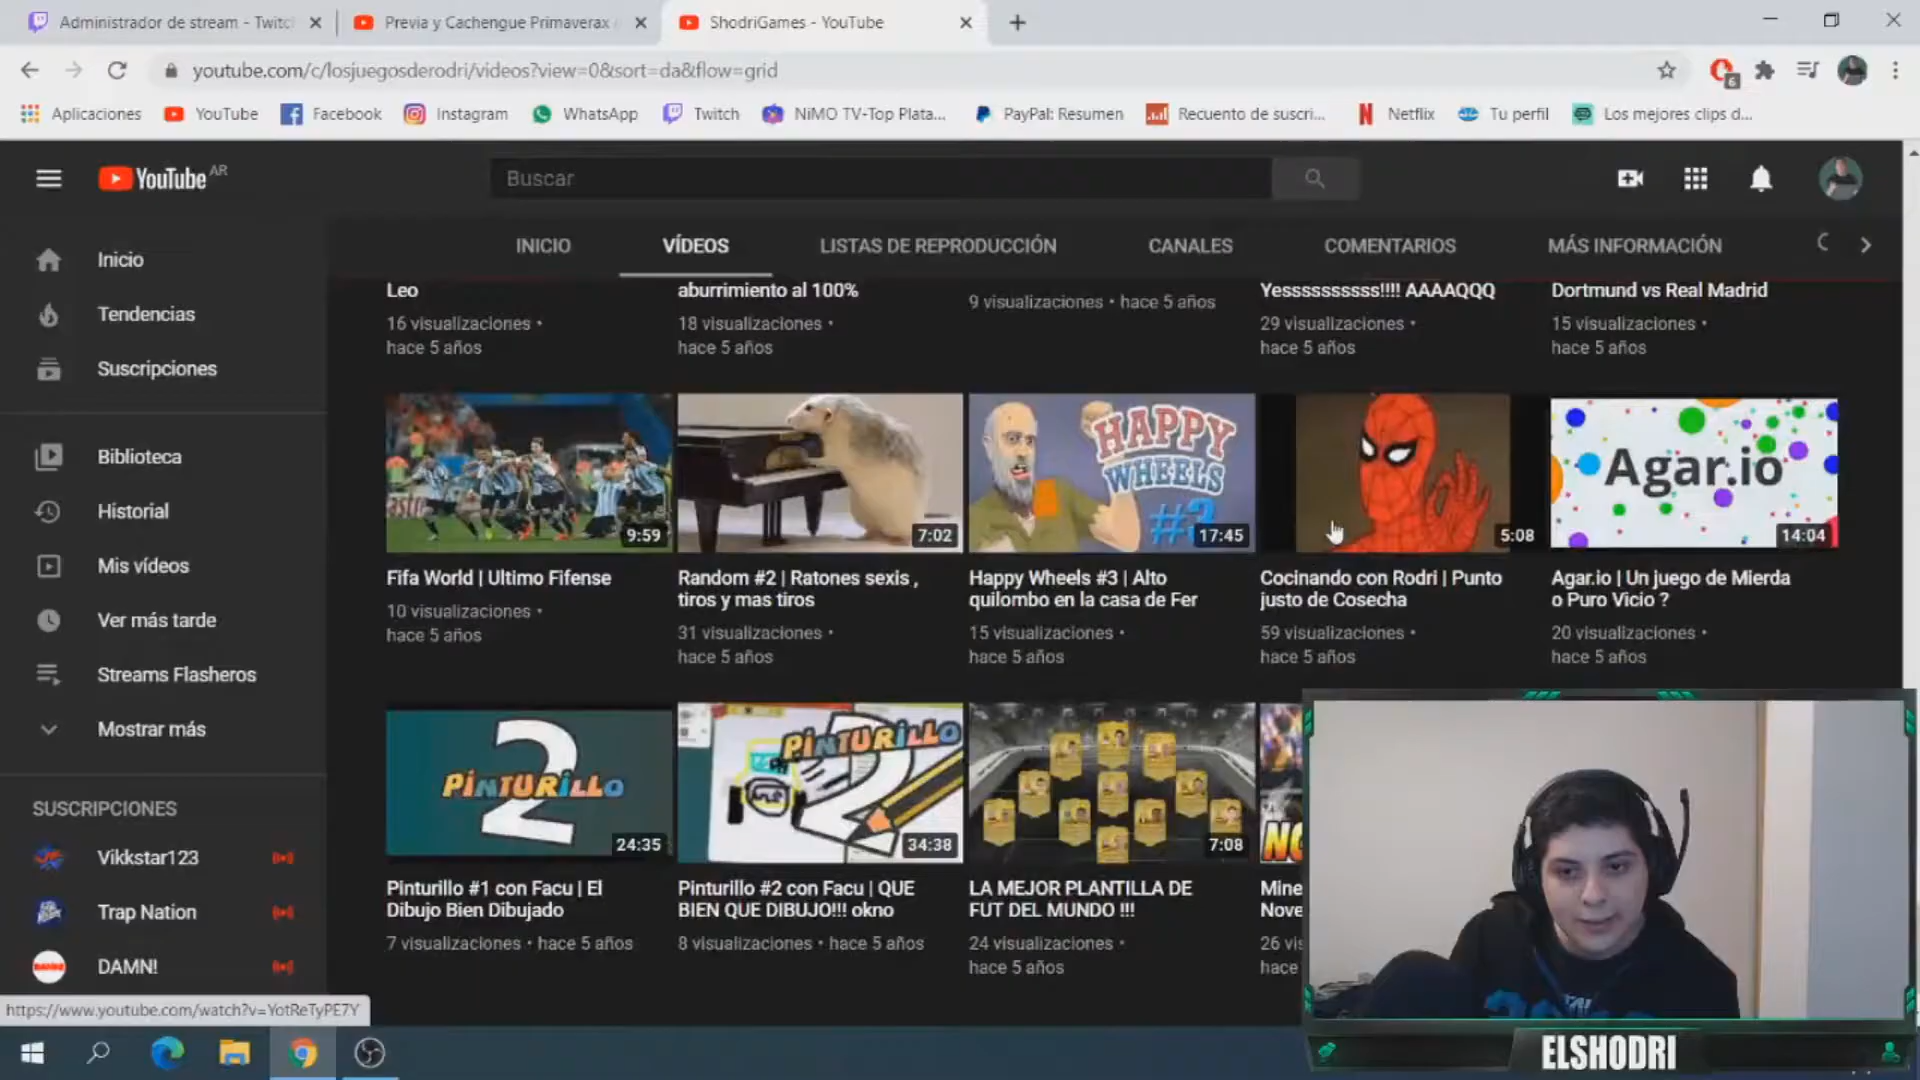 Administrador de stream - Twitc
Previa y Cachengue Primaverax
ShodriGames - YouTube
youtube.com/c/losjuegosderodri/videos?view=0&sort=da&flow=grid
6
Aplicaciones
YouTube
Facebook
Instagram
WhatsApp
Twitch
NiMO TV-Top Plata...
PayPal: Resumen
Recuento de suscri...
Netflix
Tu perfil
Los mejores clips d...
YouTube AR
Buscar
INICIO
VÍDEOS
LISTAS DE REPRODUCCIÓN
CANALES
COMENTARIOS
MÁS INFORMACIÓN
Inicio
Tendencias
Suscripciones
Biblioteca
Historial
Mis vídeos
Ver más tarde
Streams Flasheros
Mostrar más
SUSCRIPCIONES
Vikkstar123
Trap Nation
DAMN!
Leo
16 visualizaciones •
hace 5 años
aburrimiento al 100%
18 visualizaciones •
hace 5 años
9 visualizaciones • hace 5 años
Yesssssssss!!!! AAAAQQQ
29 visualizaciones •
hace 5 años
Dortmund vs Real Madrid
15 visualizaciones •
hace 5 años
9:59
Fifa World | Ultimo Fifense
10 visualizaciones •
hace 5 años
7:02
Random #2 | Ratones sexis ,
tiros y mas tiros
31 visualizaciones •
hace 5 años
HAPPY
WHEELS
#3
17:45
Happy Wheels #3 | Alto
quilombo en la casa de Fer
15 visualizaciones •
hace 5 años
5:08
Cocinando con Rodri | Punto
justo de Cosecha
59 visualizaciones •
hace 5 años
Agar.io
14:04
Agar.io | Un juego de Mierda
o Puro Vicio ?
20 visualizaciones •
hace 5 años
2
PINTURILLO
24:35
Pinturillo #1 con Facu | El
Dibujo Bien Dibujado
7 visualizaciones • hace 5 años
PINTURILLO
2
34:38
Pinturillo #2 con Facu | QUE
BIEN QUE DIBUJO!!! okno
8 visualizaciones • hace 5 años
7:08
LA MEJOR PLANTILLA DE
FUT DEL MUNDO !!!
24 visualizaciones •
hace 5 años
NO
Mine
Nove
26 vi
hace
https://www.youtube.com/watch?v=YotReTyPE7Y
ELSHODRI